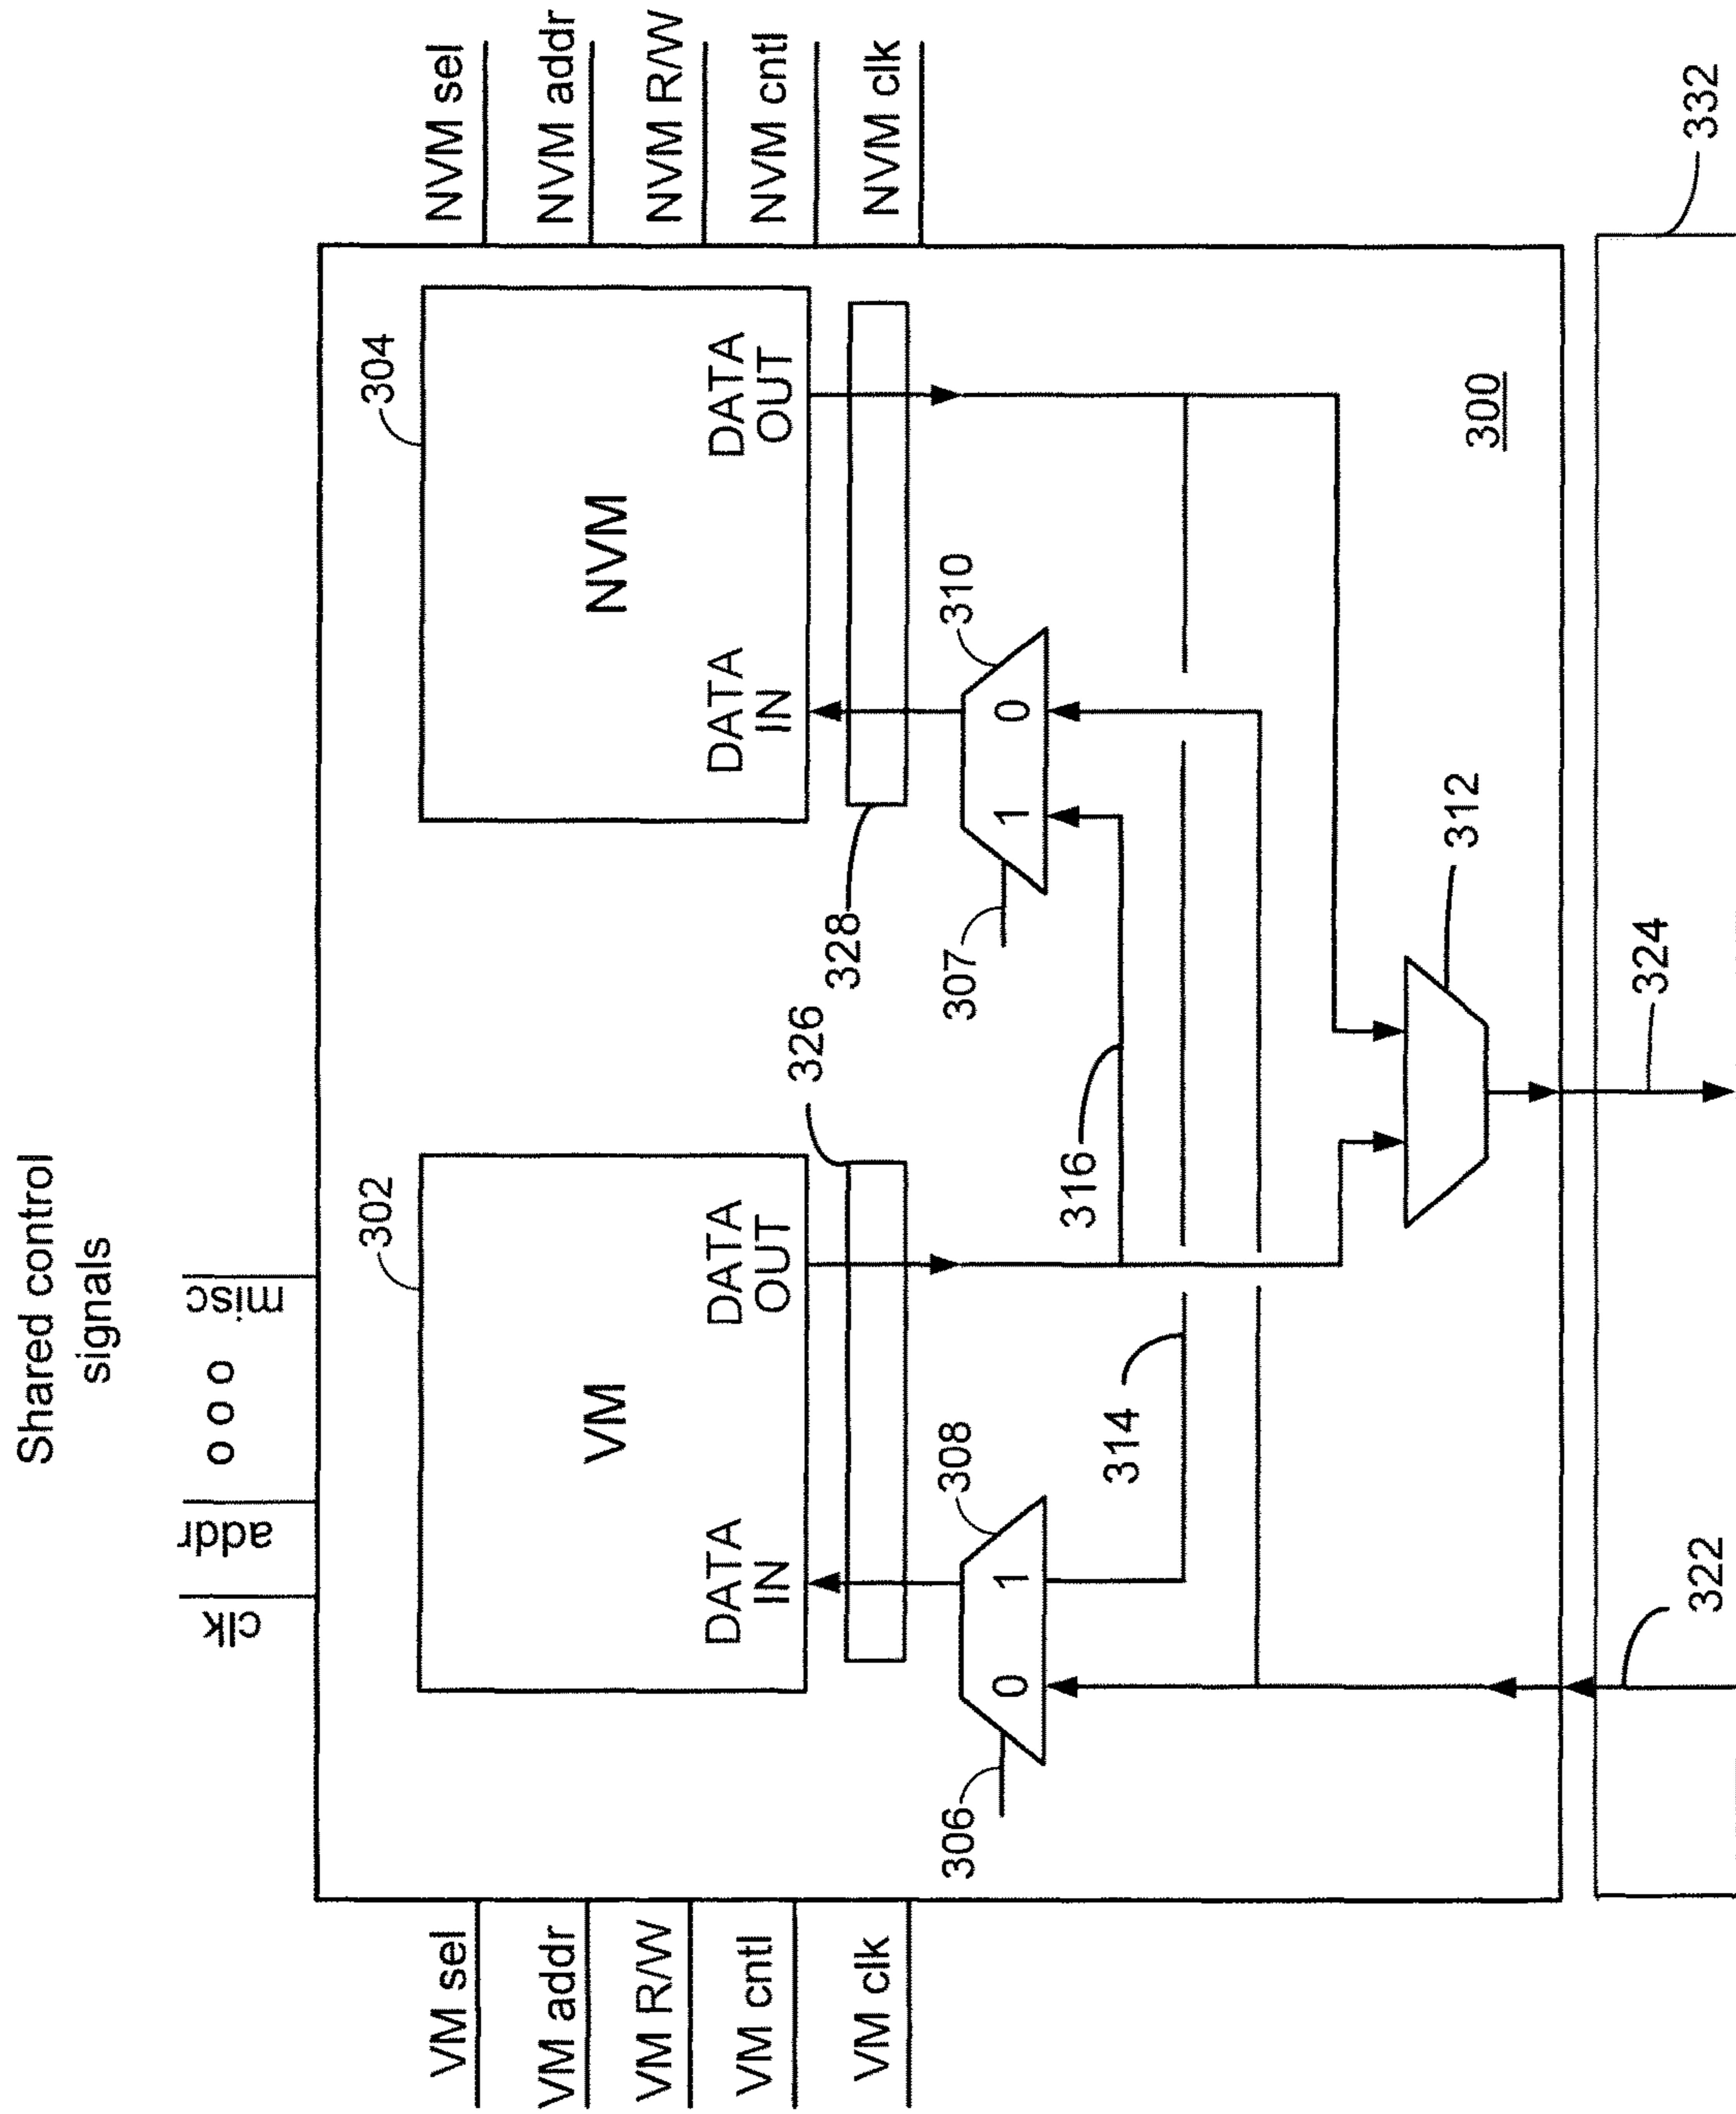 Shared control
signals
clk
addr
o o o
misc
VM sel
VM addr
VM R/W
VM cntl
VM clk
NVM sel
NVM addr
NVM R/W
NVM cntl
NVM clk
302
304
VM
NVM
DATA
IN
DATA
OUT
DATA
IN
DATA
OUT
326
328
306
308
0
1
307
310
1
0
314
316
312
300
322
324
332